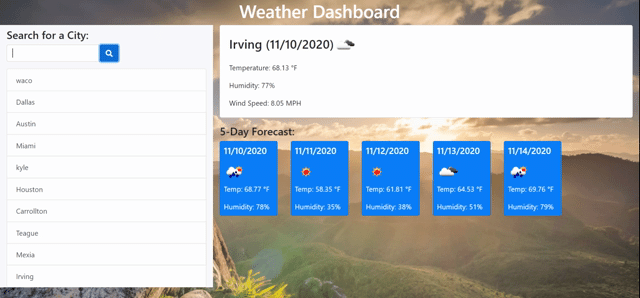 Weather Dashboard
Search for a City:
waco
Dallas
Austin
Miami
kyle
Houston
Carrollton
Teague
Mexia
Irving
Irving (11/10/2020)
Temperature: 68.13 °F
Humidity: 77%
Wind Speed: 8.05 MPH
5-Day Forecast:
11/10/2020
Temp: 68.77 °F
Humidity: 78%
11/11/2020
Temp: 58.35 °F
Humidity: 35%
11/12/2020
Temp: 61.81 °F
Humidity: 38%
11/13/2020
Temp: 64.53 °F
Humidity: 51%
11/14/2020
Temp: 69.76 °F
Humidity: 79%